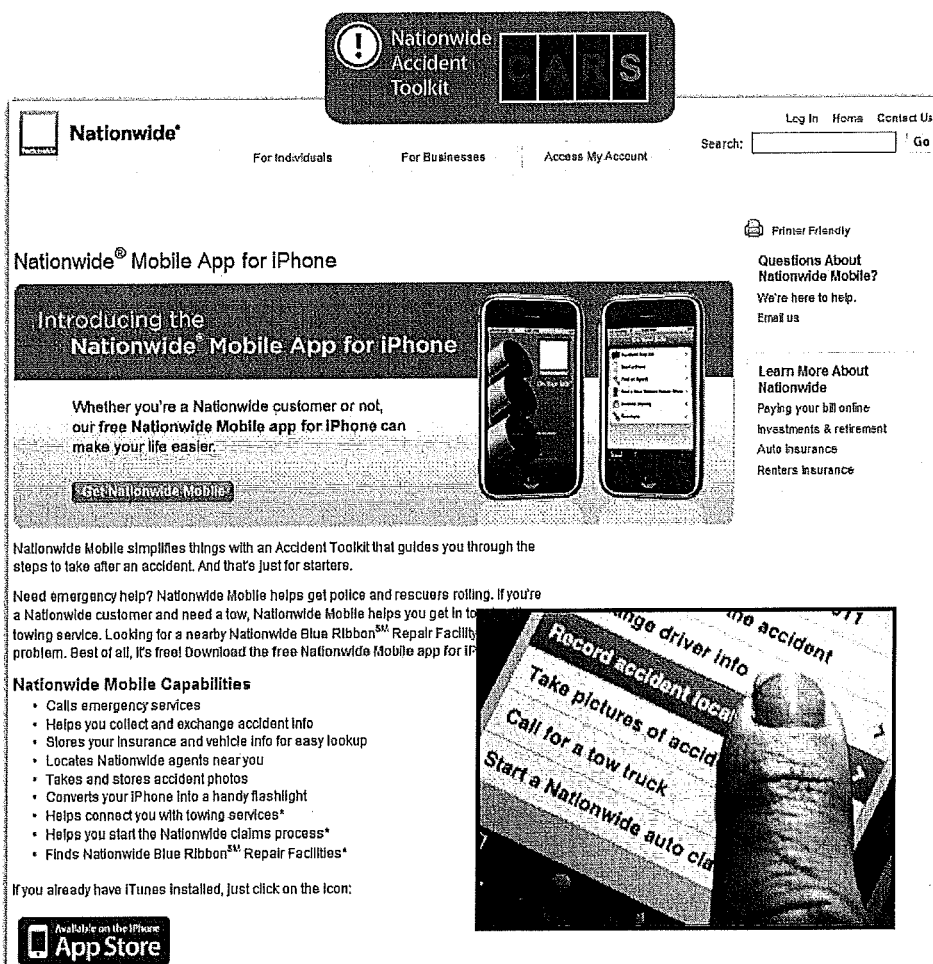 Nationwide
Accident
Toolkit
CARS
Nationwide®
Log In Home Contact Us
For Individuals For Businesses Access My Account
Search: Go
Printer Friendly
Nationwide® Mobile App for iPhone
Questions About
Nationwide Mobile?
We're here to help.
Email us
Introducing the
Nationwide® Mobile App for iPhone
Whether you're a Nationwide customer or not,
our free Nationwide Mobile app for iPhone can
make your life easier.
Get Nationwide Mobile
On Your Side
Learn More About
Nationwide
Paying your bill online
Investments & retirement
Auto insurance
Renters insurance
Nationwide Mobile simplifies things with an Accident Toolkit that guides you through the
steps to take after an accident. And that's just for starters.
Need emergency help? Nationwide Mobile helps get police and rescuers rolling. If you're
a Nationwide customer and need a tow, Nationwide Mobile helps you get in
towing service. Looking for a nearby Nationwide Blue Ribbon℠ Repair Facility
problem. Best of all, it's free! Download the free Nationwide Mobile app for
Nationwide Mobile Capabilities
• Calls emergency services
• Helps you collect and exchange accident info
• Stores your insurance and vehicle info for easy lookup
• Locates Nationwide agents near you
• Takes and stores accident photos
• Converts your iPhone into a handy flashlight
• Helps connect you with towing services*
• Helps you start the Nationwide claims process*
• Finds Nationwide Blue Ribbon℠ Repair Facilities*
911
the accident
driver info
Record accident
Take pictures of
Call for a tow truck
Start a Nationwide auto
If you already have iTunes installed, just click on the icon:
Available on the iPhone
App Store